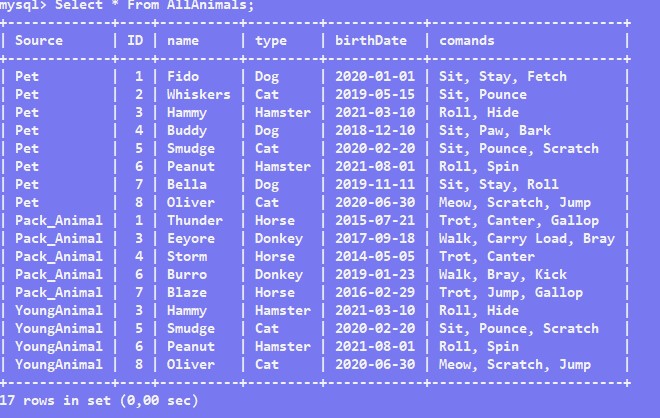 mysql> Select * From AllAnimals;
+-------------+----+-----------+---------+------------+-----------------------+
| Source | ID | name | type | birthDate | comands |
+-------------+----+-----------+---------+------------+-----------------------+
| Pet | 1 | Fido | Dog | 2020-01-01 | Sit, Stay, Fetch |
| Pet | 2 | Whiskers | Cat | 2019-05-15 | Sit, Pounce |
| Pet | 3 | Hammy | Hamster | 2021-03-10 | Roll, Hide |
| Pet | 4 | Buddy | Dog | 2018-12-10 | Sit, Paw, Bark |
| Pet | 5 | Smudge | Cat | 2020-02-20 | Sit, Pounce, Scratch |
| Pet | 6 | Peanut | Hamster | 2021-08-01 | Roll, Spin |
| Pet | 7 | Bella | Dog | 2019-11-11 | Sit, Stay, Roll |
| Pet | 8 | Oliver | Cat | 2020-06-30 | Meow, Scratch, Jump |
| Pack_Animal | 1 | Thunder | Horse | 2015-07-21 | Trot, Canter, Gallop |
| Pack_Animal | 3 | Eeyore | Donkey | 2017-09-18 | Walk, Carry Load, Bray |
| Pack_Animal | 4 | Storm | Horse | 2014-05-05 | Trot, Canter |
| Pack_Animal | 6 | Burro | Donkey | 2019-01-23 | Walk, Bray, Kick |
| Pack_Animal | 7 | Blaze | Horse | 2016-02-29 | Trot, Jump, Gallop |
| YoungAnimal | 3 | Hammy | Hamster | 2021-03-10 | Roll, Hide |
| YoungAnimal | 5 | Smudge | Cat | 2020-02-20 | Sit, Pounce, Scratch |
| YoungAnimal | 6 | Peanut | Hamster | 2021-08-01 | Roll, Spin |
| YoungAnimal | 8 | Oliver | Cat | 2020-06-30 | Meow, Scratch, Jump |
+-------------+----+-----------+---------+------------+-----------------------+
17 rows in set (0,00 sec)